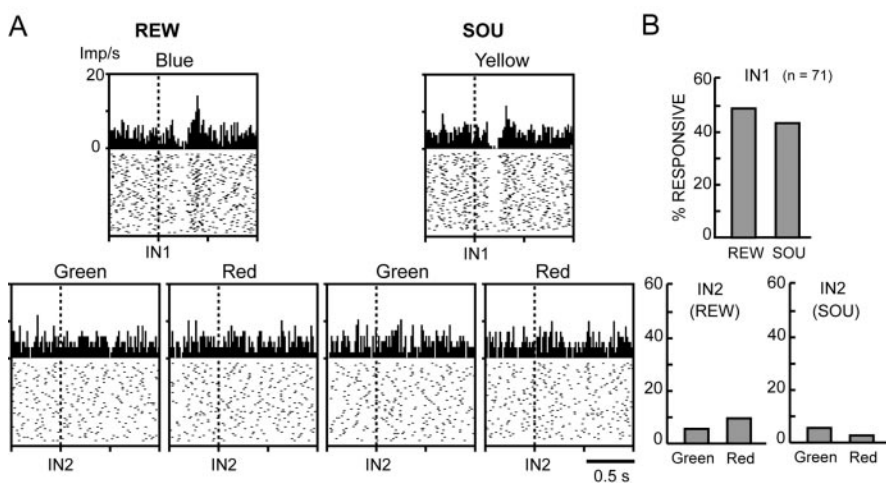 A
REW
SOU
B
Imp/s
Blue
Yellow
20
0
IN1
IN1
IN1 (n = 71)
% RESPONSIVE
60
40
20
0
REW SOU
Green
Red
Green
Red
IN2
IN2
IN2
IN2
0.5 s
IN2
(REW)
60
40
20
0
Green Red
IN2
(SOU)
60
40
20
0
Green Red